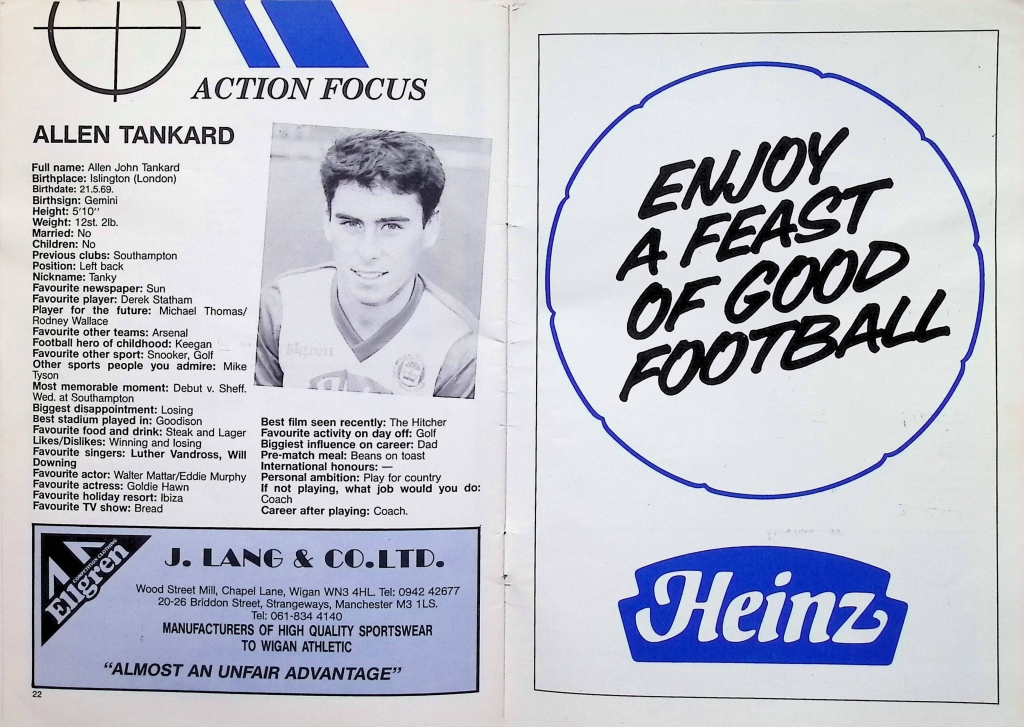 ACTION FOCUS
ALLEN TANKARD
Full name: Allen John Tankard
Birthplace: Islington (London)
Birthdate: 21.5.69.
Birthsign: Gemini
Height: 5'10''
Weight: 12st. 2lb.
Married: No
Children: No
Previous clubs: Southampton
Position: Left back
Nickname: Tanky
Favourite newspaper: Sun
Favourite player: Derek Statham
Player for the future: Michael Thomas/
Rodney Wallace
Favourite other teams: Arsenal
Football hero of childhood: Keegan
Favourite other sport: Snooker, Golf
Other sports people you admire: Mike
Tyson
Most memorable moment: Debut v. Sheff.
Wed. at Southampton
Biggest disappointment: Losing
Best stadium played in: Goodison
Favourite food and drink: Steak and Lager
Likes/Dislikes: Winning and losing
Favourite singers: Luther Vandross, Will
Downing
Favourite actor: Walter Mattar/Eddie Murphy
Favourite actress: Goldie Hawn
Favourite holiday resort: Ibiza
Favourite TV show: Bread
Ellgren
Best film seen recently: The Hitcher
Favourite activity on day off: Golf
Biggiest influence on career: Dad
Pre-match meal: Beans on toast
International honours: —
Personal ambition: Play for country
If not playing, what job would you do:
Coach
Career after playing: Coach.
Ellgren
COMPETITION CLOTHING
J. LANG & CO. LTD.
Wood Street Mill, Chapel Lane, Wigan WN3 4HL. Tel: 0942 42677
20-26 Briddon Street, Strangeways, Manchester M3 1LS.
Tel: 061-834 4140
MANUFACTURERS OF HIGH QUALITY SPORTSWEAR
TO WIGAN ATHLETIC
“ALMOST AN UNFAIR ADVANTAGE”
22
ENJOY
A FEAST
OF GOOD
FOOTBALL
Heinz